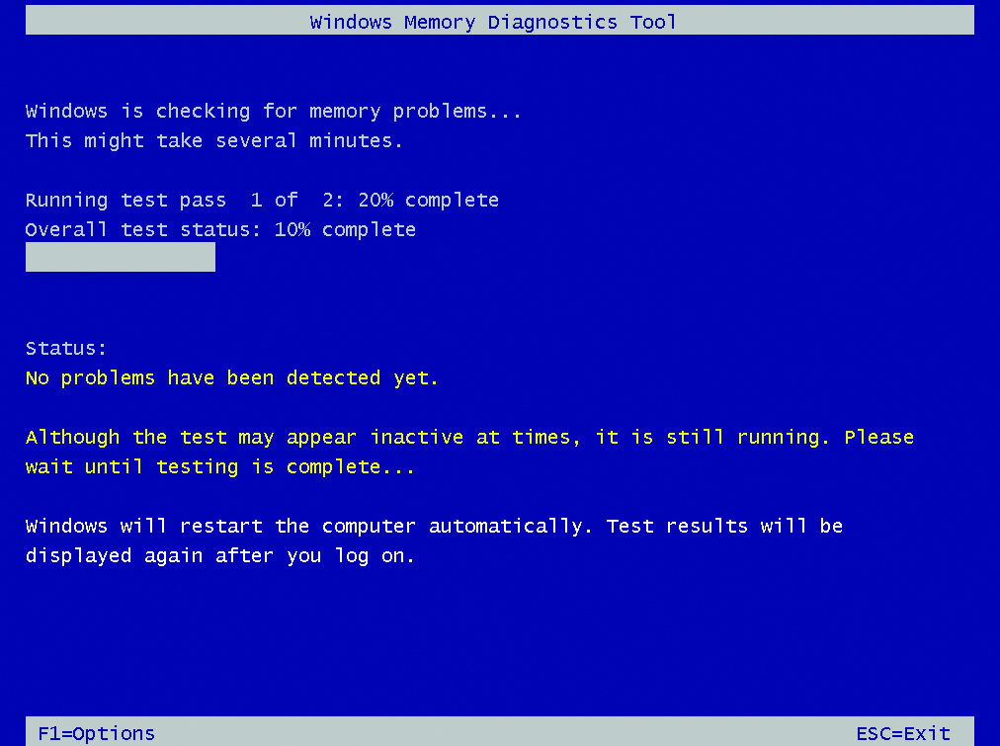 Windows Memory Diagnostics Tool
Windows is checking for memory problems...
This might take several minutes.
Running test pass  1 of  2: 20% complete
Overall test status: 10% complete
Status:
No problems have been detected yet.
Although the test may appear inactive at times, it is still running. Please
wait until testing is complete...
Windows will restart the computer automatically. Test results will be
displayed again after you log on.
F1=Options ESC=Exit